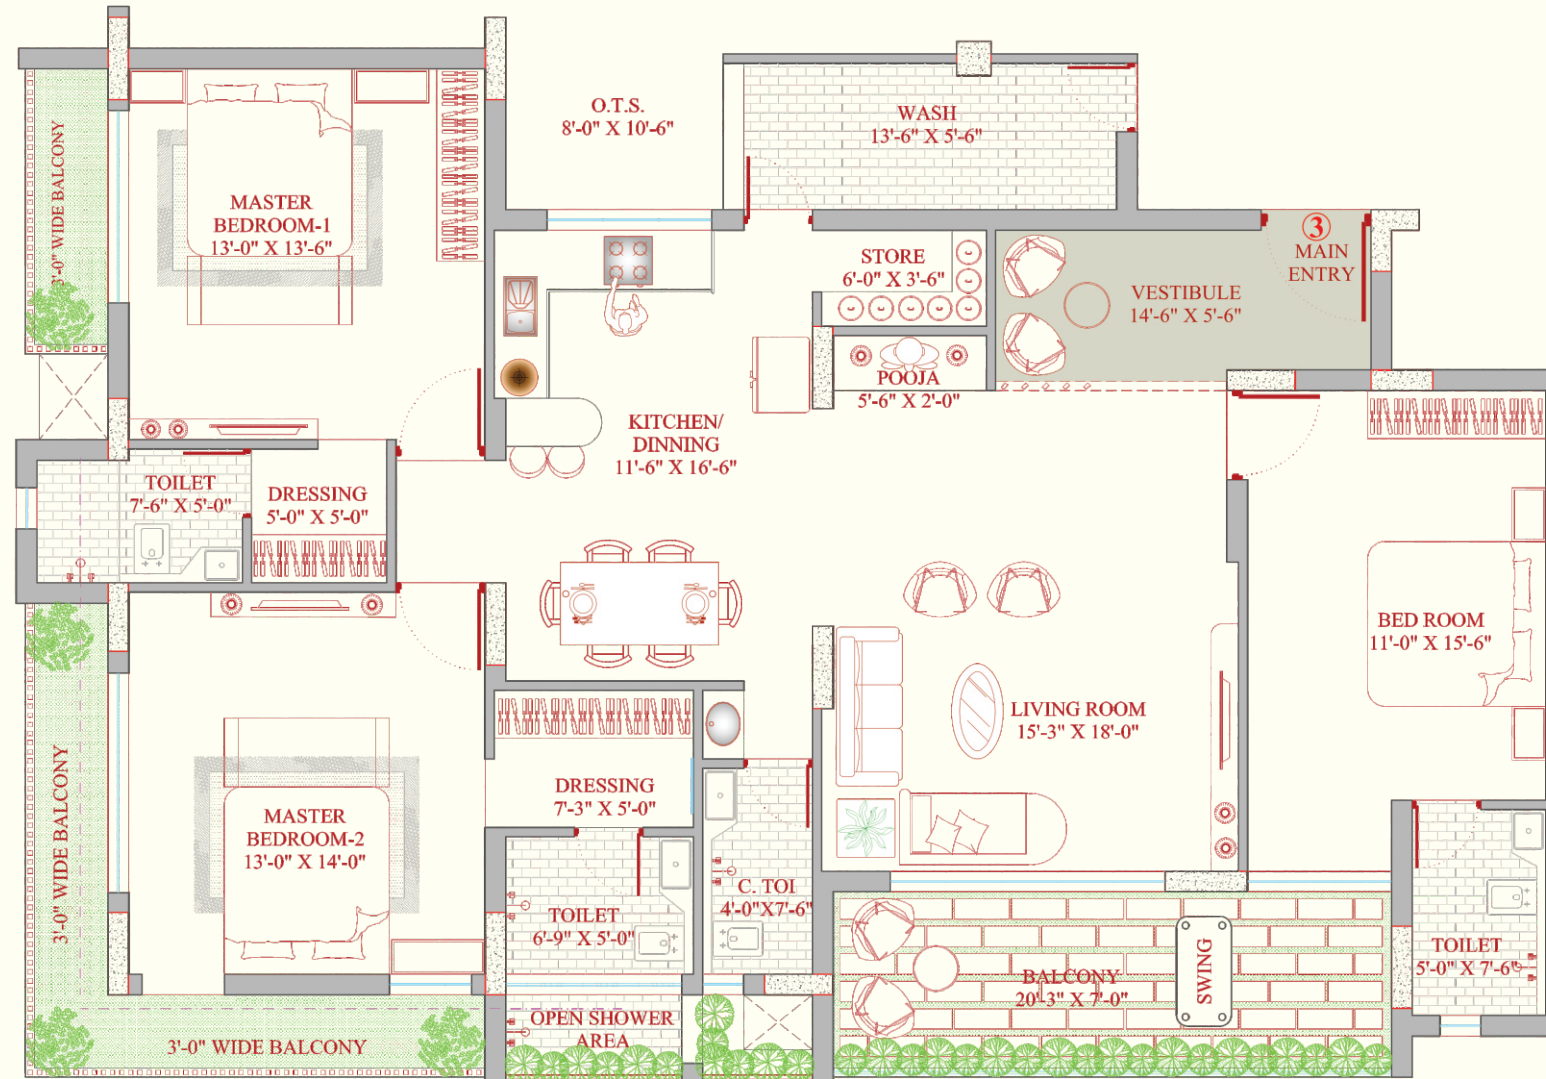 O.T.S.
8'-0" X 10'-6"
WASH
13'-6" X 5'-6"
3'-0" WIDE BALCONY
MASTER
BEDROOM-1
13'-0" X 13'-6"
STORE
6'-0" X 3'-6"
3
MAIN
ENTRY
VESTIBULE
14'-6" X 5'-6"
POOJA
5'-6" X 2'-0"
KITCHEN/
DINNING
11'-6" X 16'-6"
TOILET
7'-6" X 5'-0"
DRESSING
5'-0" X 5'-0"
BED ROOM
11'-0" X 15'-6"
LIVING ROOM
15'-3" X 18'-0"
3'-0" WIDE BALCONY
MASTER
BEDROOM-2
13'-0" X 14'-0"
DRESSING
7'-3" X 5'-0"
TOILET
6'-9" X 5'-0"
C. TOI
4'-0"X7'-6"
BALCONY
20'-3" X 7'-0"
SWING
TOILET
5'-0" X 7'-6"
OPEN SHOWER
AREA
3'-0" WIDE BALCONY